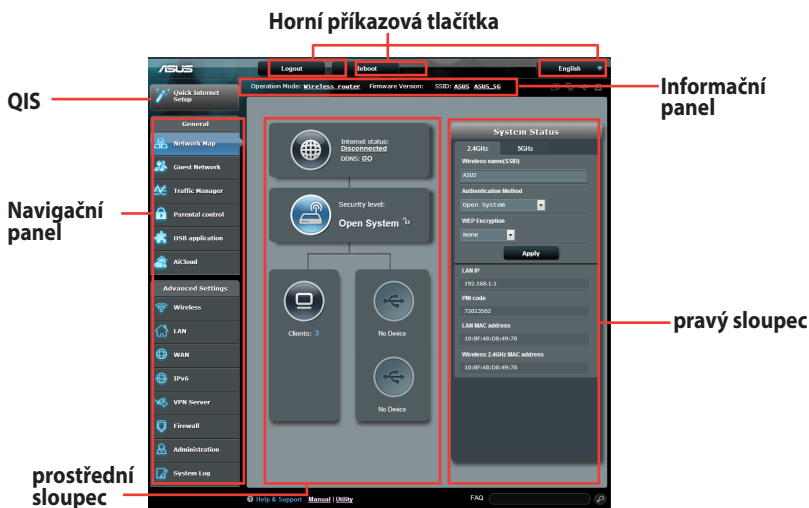 Horní příkazová tlačítka
QIS
Navigační
panel
prostřední
sloupec
Informační
panel
pravý sloupec
ASUS
Logout
Reboot
English
Quick Internet
Setup
Operation Mode: Wireless router Firmware Version: SSID: ASUS ASUS_5G
General
Network Map
Guest Network
Traffic Manager
Parental control
USB application
AiCloud
Advanced Settings
Wireless
LAN
WAN
IPv6
VPN Server
Firewall
Administration
System Log
Internet status:
Disconnected
DDNS: GO
Security level:
Open System
Clients: 3
No Device
No Device
System Status
2.4GHz 5GHz
Wireless name(SSID)
ASUS
Authentication Method
Open System
WEP Encryption
None
Apply
LAN IP
192.168.1.1
PIN code
72013502
LAN MAC address
10:BF:48:D8:49:78
Wireless 2.4GHz MAC address
10:BF:48:D8:49:78
Help & Support Manual | Utility
FAQ